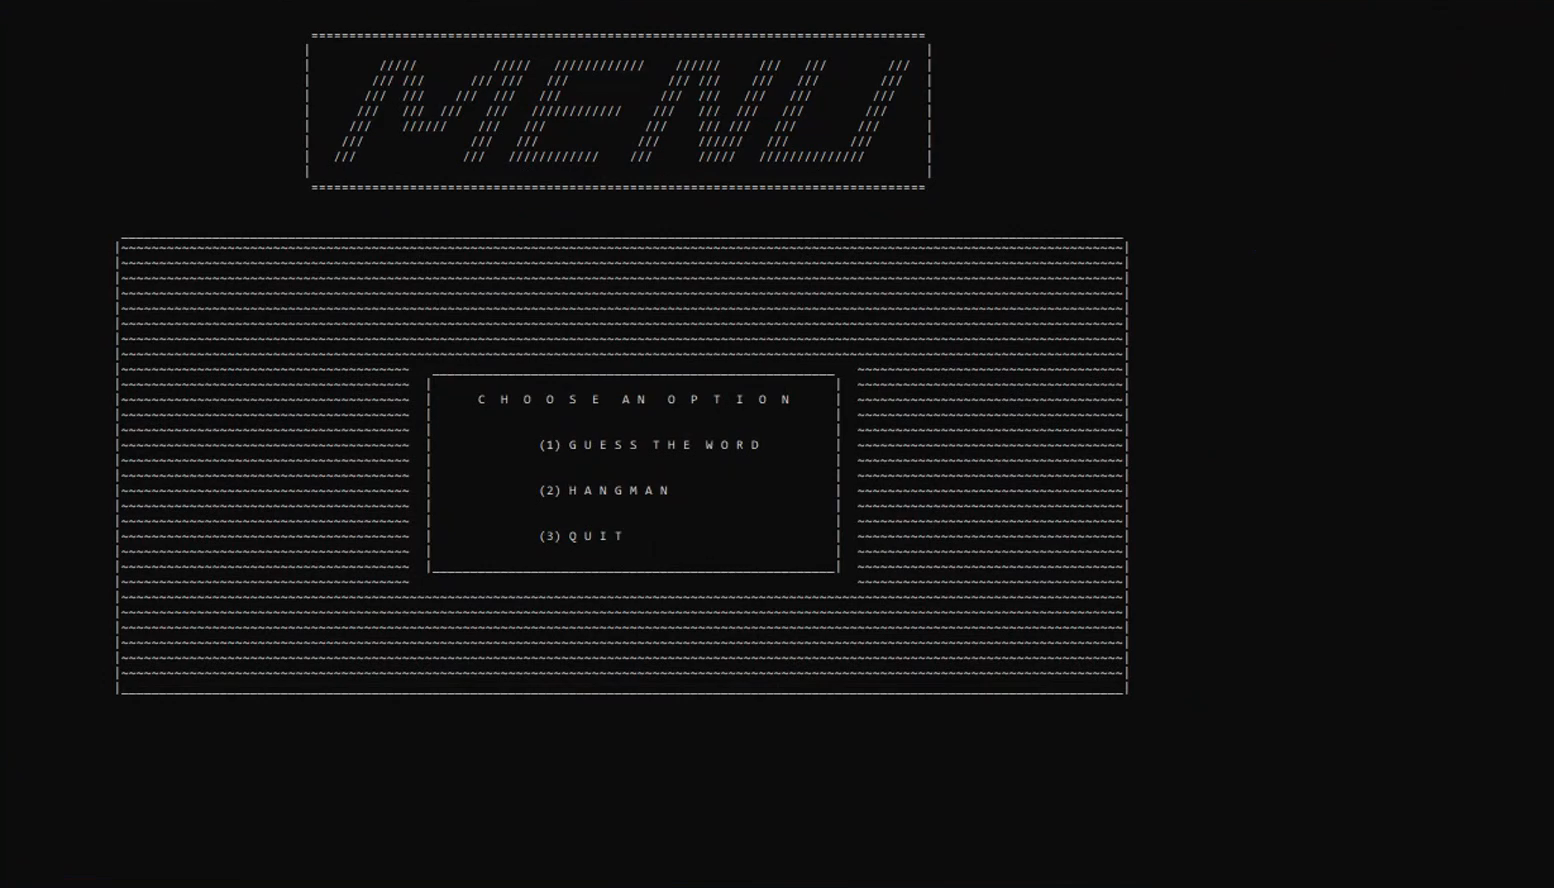 MENU
C H O O S E  A N  O P T I O N
(1) G U E S S  T H E  W O R D
(2) H A N G M A N
(3) Q U I T